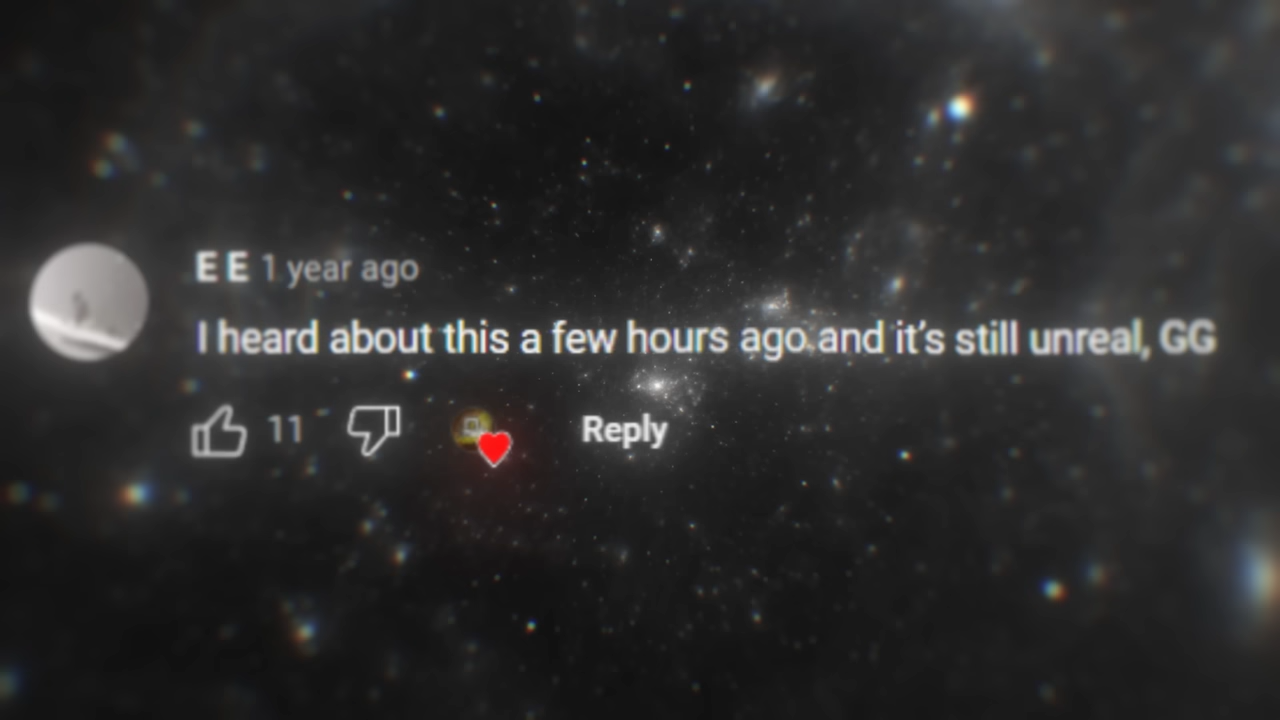 E E 1 year ago
I heard about this a few hours ago and it’s still unreal, GG
11 Reply